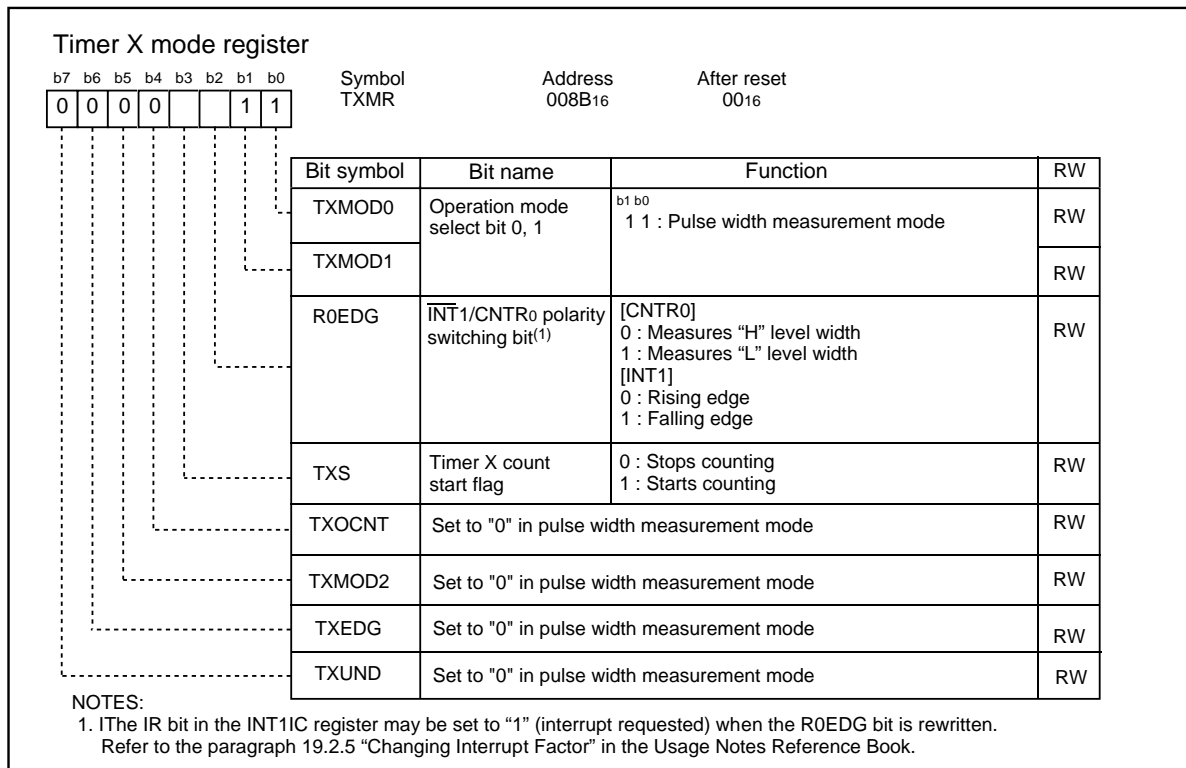 Timer X mode register
b7 b6 b5 b4 b3 b2 b1 b0
Symbol Address After reset
0 0 0 0 1 1
TXMR 008B16 0016
Bit symbol Bit name Function RW
TXMOD0 Operation mode select bit 0, 1
b1 b0
1 1 : Pulse width measurement mode
RW
TXMOD1 RW
R0EDG
INT1/CNTR0 polarity
switching bit(1)
[CNTR0]
0 : Measures “H” level width
1 : Measures “L” level width
[INT1]
0 : Rising edge
1 : Falling edge
RW
TXS
Timer X count
start flag
0 : Stops counting
1 : Starts counting
RW
TXOCNT Set to "0" in pulse width measurement mode RW
TXMOD2 Set to "0" in pulse width measurement mode RW
TXEDG Set to "0" in pulse width measurement mode RW
TXUND Set to "0" in pulse width measurement mode RW
NOTES:
1. IThe IR bit in the INT1IC register may be set to “1” (interrupt requested) when the R0EDG bit is rewritten.
Refer to the paragraph 19.2.5 “Changing Interrupt Factor” in the Usage Notes Reference Book.